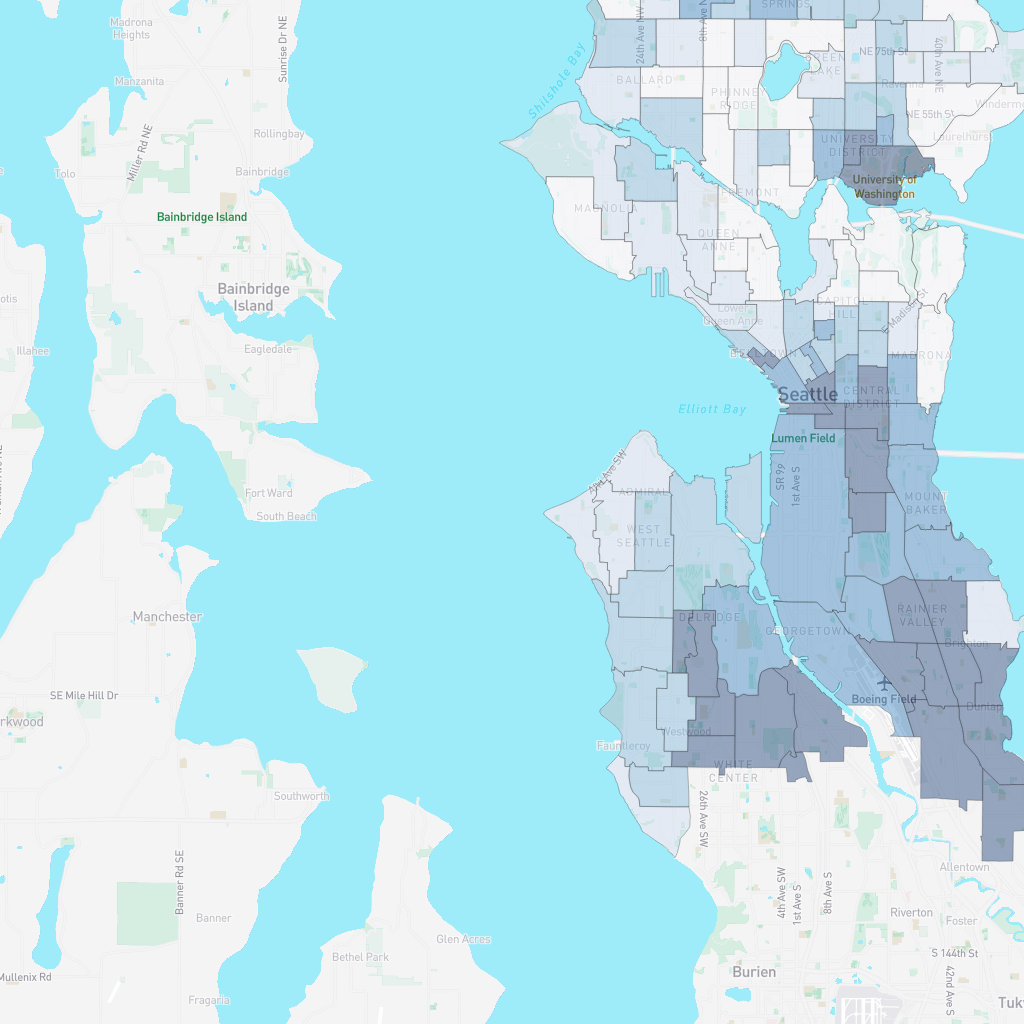 Madrona
Heights
Sunrise Dr NE
Manzanita
Rollingbay
Miller Rd NE
Tolo
Bainbridge
Bainbridge Island
Bainbridge
Island
Illahee
Eagledale
Fort Ward
South Beach
Manchester
SE Mile Hill Dr
Southworth
Banner Rd SE
Banner
Mullenix Rd
Bethel Park
Glen Acres
Fragaria
SPRINGS
24th Ave NW
8th Ave N
NE 75th St
40th Ave NE
Shilshole Bay
BALLARD
GREEN
LAKE
PHINNEY
RIDGE
Ravenna
NE 55th St
Winderme
Laurelhurst
UNIVERSITY
DISTRICT
University of
Washington
FREMONT
MAGNOLIA
QUEEN
ANNE
Lower
Queen Anne
CAPITOL
HILL
E Madison St
BELLTOWN
MADRONA
Seattle
CENTRAL
DISTRICT
Elliott Bay
Lumen Field
SR 99
1st Ave S
44th Ave SW
ADMIRAL
WEST
SEATTLE
MOUNT
BAKER
DELRIDGE
GEORGETOWN
RAINIER
VALLEY
Brighton
Boeing Field
Dunlap
Westwood
Fauntleroy
WHITE
CENTER
26th Ave SW
4th Ave SW
1st Ave S
8th Ave S
Allentown
Riverton
Foster
S 144th St
42nd Ave S
Burien
Tuk